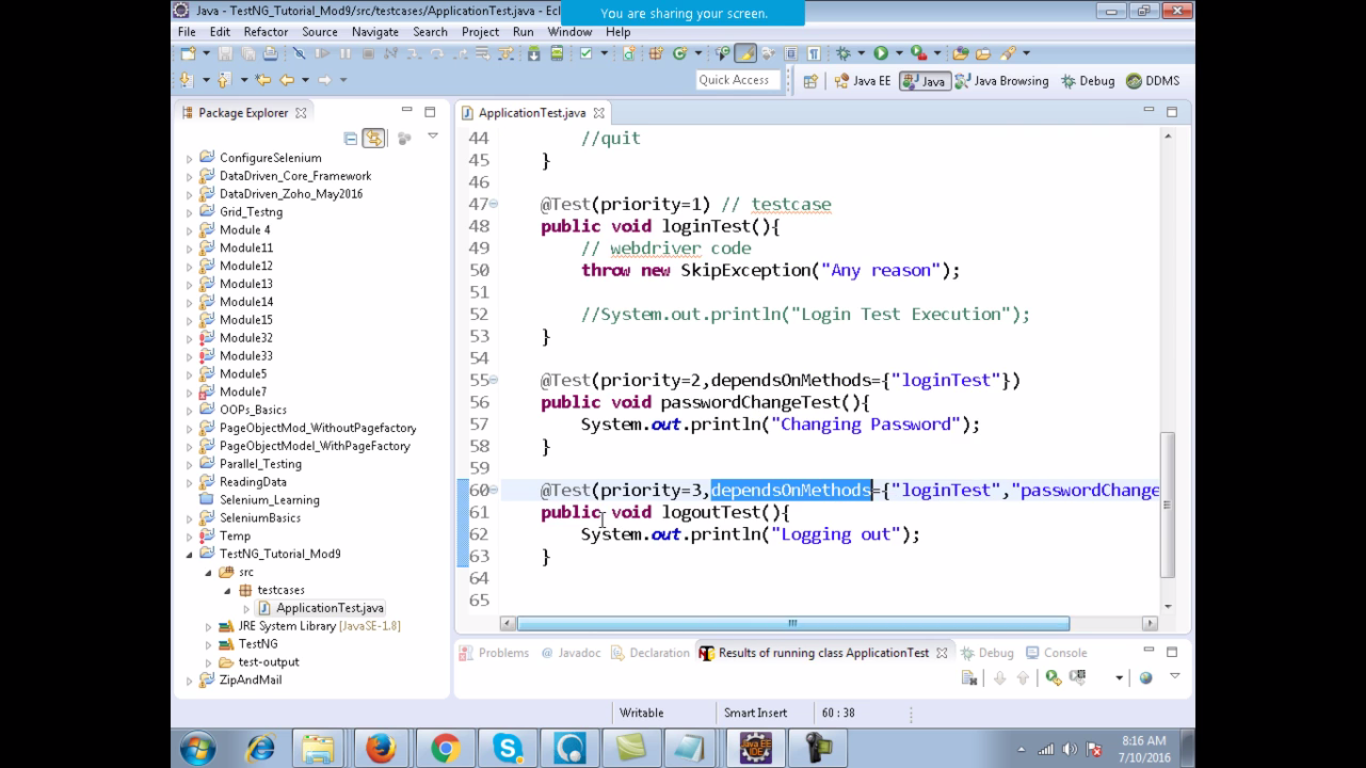 Java - TestNG_Tutorial_Mod9/src/testcases/ApplicationTest.java - Ecl
You are sharing your screen.
File Edit Refactor Source Navigate Search Project Run Window Help
Quick Access
Java EE
Java
Java Browsing
Debug
DDMS
Package Explorer
ConfigureSelenium
DataDriven_Core_Framework
DataDriven_Zoho_May2016
Grid_Testng
Module 4
Module11
Module12
Module13
Module14
Module15
Module32
Module33
Module5
Module7
OOPs_Basics
PageObjectMod_WithoutPagefactory
PageObjectModel_WithPageFactory
Parallel_Testing
ReadingData
Selenium_Learning
SeleniumBasics
Temp
TestNG_Tutorial_Mod9
src
testcases
ApplicationTest.java
JRE System Library [JavaSE-1.8]
TestNG
test-output
ZipAndMail
ApplicationTest.java
44 //quit
45 }
46
47 @Test(priority=1) // testcase
48 public void loginTest(){
49 // webdriver code
50 throw new SkipException("Any reason");
51
52 //System.out.println("Login Test Execution");
53 }
54
55 @Test(priority=2,dependsOnMethods={"loginTest"})
56 public void passwordChangeTest(){
57 System.out.println("Changing Password");
58 }
59
60 @Test(priority=3,dependsOnMethods={"loginTest","passwordChange
61 public void logoutTest(){
62 System.out.println("Logging out");
63 }
64
65
Problems @ Javadoc Declaration Results of running class ApplicationTest Debug Console
Writable Smart Insert 60 : 38
8:16 AM
7/10/2016